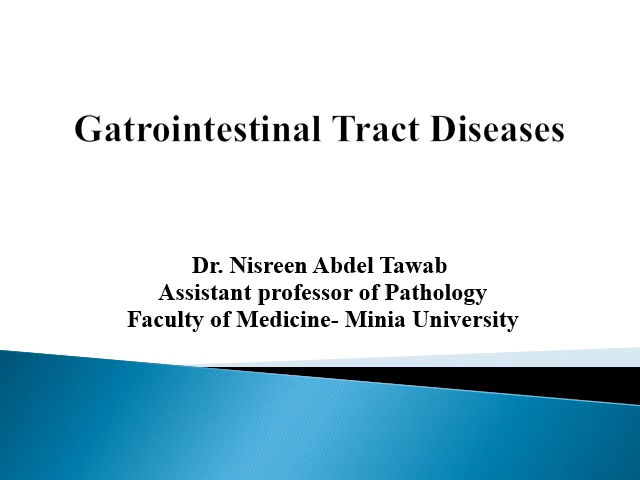 Gatrointestinal Tract Diseases
Dr. Nisreen Abdel Tawab
Assistant professor of Pathology
Faculty of Medicine- Minia University